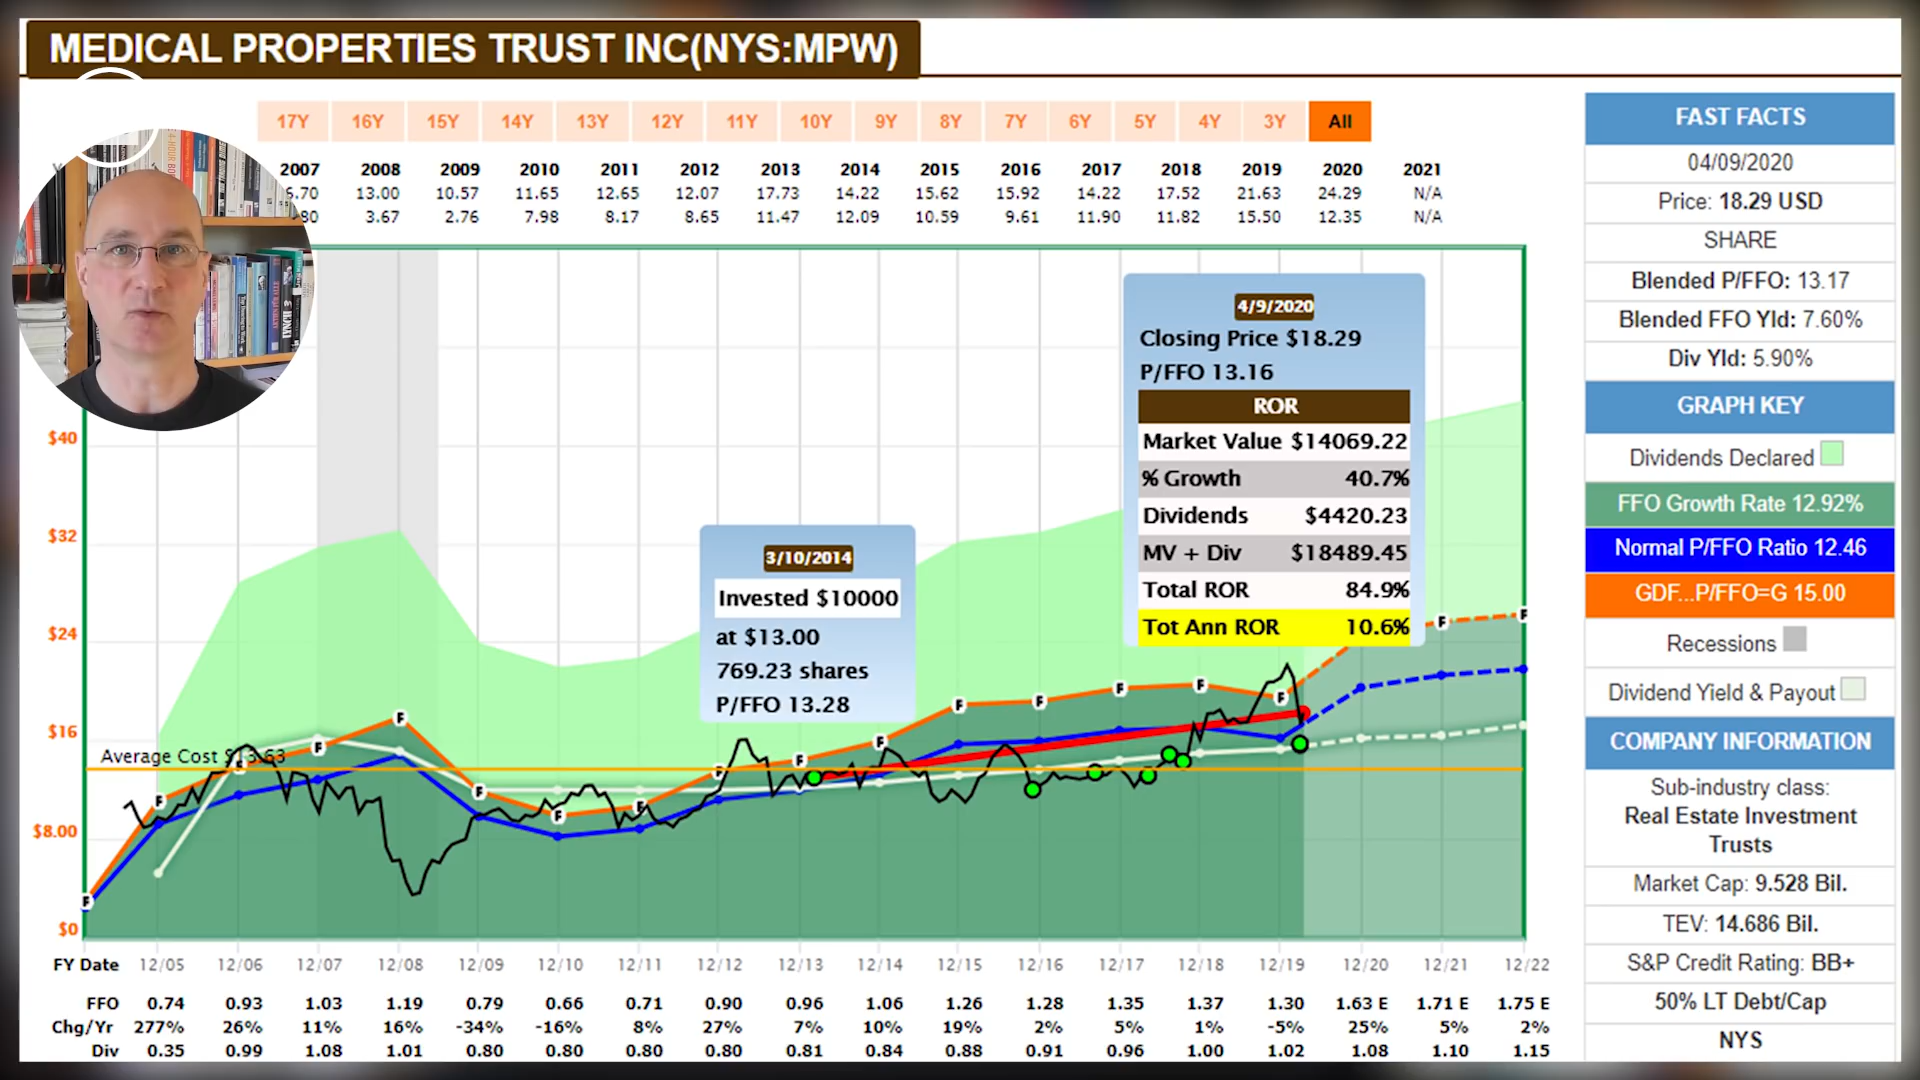 MEDICAL PROPERTIES TRUST INC(NYS:MPW)
17Y 16Y 15Y 14Y 13Y 12Y 11Y 10Y 9Y 8Y 7Y 6Y 5Y 4Y 3Y All
2007 2008 2009 2010 2011 2012 2013 2014 2015 2016 2017 2018 2019 2020 2021
.70 13.00 10.57 11.65 12.65 12.07 17.73 14.22 15.62 15.92 14.22 17.52 21.63 24.29 N/A
80 3.67 2.76 7.98 8.17 8.65 11.47 12.09 10.59 9.61 11.90 11.82 15.50 12.35 N/A
$40
$32
$24
$16
$8.00
$0
Average Cost $13.63
3/10/2014
Invested $10000
at $13.00
769.23 shares
P/FFO 13.28
4/9/2020
Closing Price $18.29
P/FFO 13.16
ROR
Market Value $14069.22
% Growth 40.7%
Dividends $4420.23
MV + Div $18489.45
Total ROR 84.9%
Tot Ann ROR 10.6%
F F F F F F F F F F F F F F F F F F
FY Date 12/05 12/06 12/07 12/08 12/09 12/10 12/11 12/12 12/13 12/14 12/15 12/16 12/17 12/18 12/19 12/20 12/21 12/22
FFO 0.74 0.93 1.03 1.19 0.79 0.66 0.71 0.90 0.96 1.06 1.26 1.28 1.35 1.37 1.30 1.63 E 1.71 E 1.75 E
Chg/Yr 277% 26% 11% 16% -34% -16% 8% 27% 7% 10% 19% 2% 5% 1% -5% 25% 5% 2%
Div 0.35 0.99 1.08 1.01 0.80 0.80 0.80 0.80 0.81 0.84 0.88 0.91 0.96 1.00 1.02 1.08 1.10 1.15
FAST FACTS
04/09/2020
Price: 18.29 USD
SHARE
Blended P/FFO: 13.17
Blended FFO Yld: 7.60%
Div Yld: 5.90%
GRAPH KEY
Dividends Declared
FFO Growth Rate 12.92%
Normal P/FFO Ratio 12.46
GDF...P/FFO=G 15.00
Recessions
Dividend Yield & Payout
COMPANY INFORMATION
Sub-industry class:
Real Estate Investment
Trusts
Market Cap: 9.528 Bil.
TEV: 14.686 Bil.
S&P Credit Rating: BB+
50% LT Debt/Cap
NYS